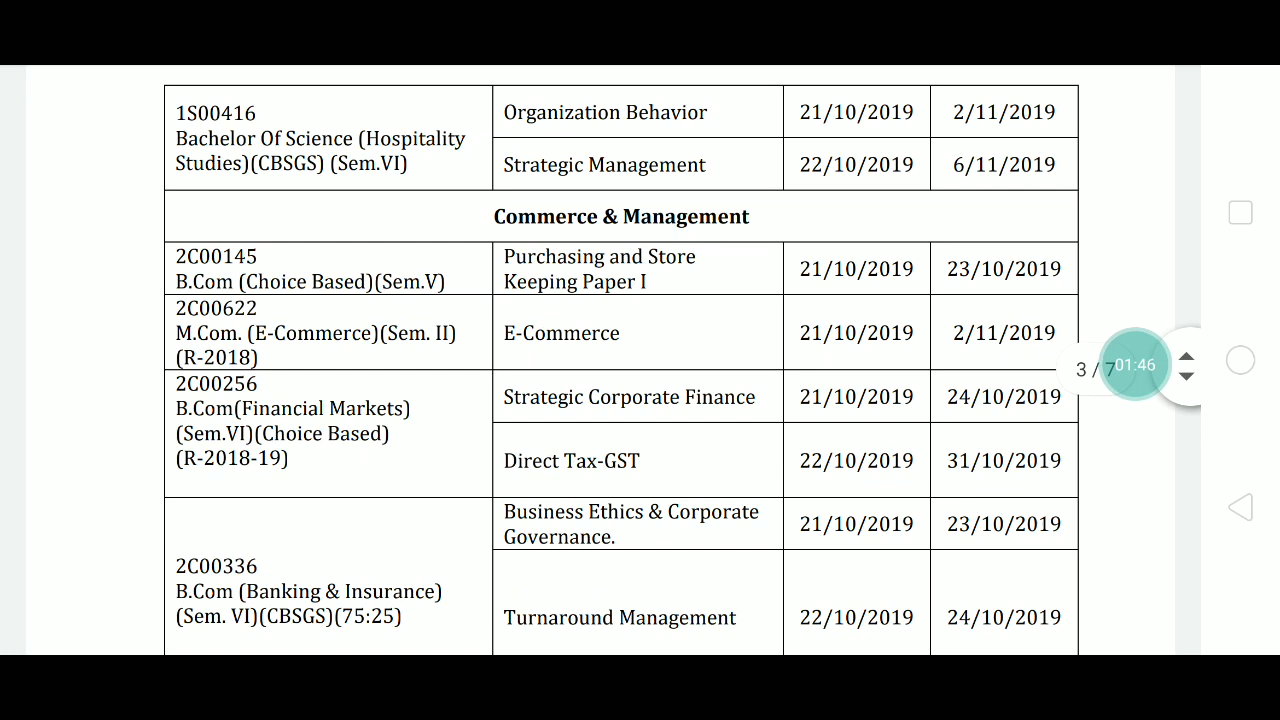 1S00416
Bachelor Of Science (Hospitality
Studies)(CBSGS) (Sem.VI)
Organization Behavior
21/10/2019
2/11/2019
Strategic Management
22/10/2019
6/11/2019
Commerce & Management
2C00145
B.Com (Choice Based)(Sem.V)
Purchasing and Store
Keeping Paper I
21/10/2019
23/10/2019
2C00622
M.Com. (E-Commerce)(Sem. II)
(R-2018)
E-Commerce
21/10/2019
2/11/2019
3 / 7
01:46
2C00256
B.Com(Financial Markets)
(Sem.VI)(Choice Based)
(R-2018-19)
Strategic Corporate Finance
21/10/2019
24/10/2019
Direct Tax-GST
22/10/2019
31/10/2019
2C00336
B.Com (Banking & Insurance)
(Sem. VI)(CBSGS)(75:25)
Business Ethics & Corporate
Governance.
21/10/2019
23/10/2019
Turnaround Management
22/10/2019
24/10/2019